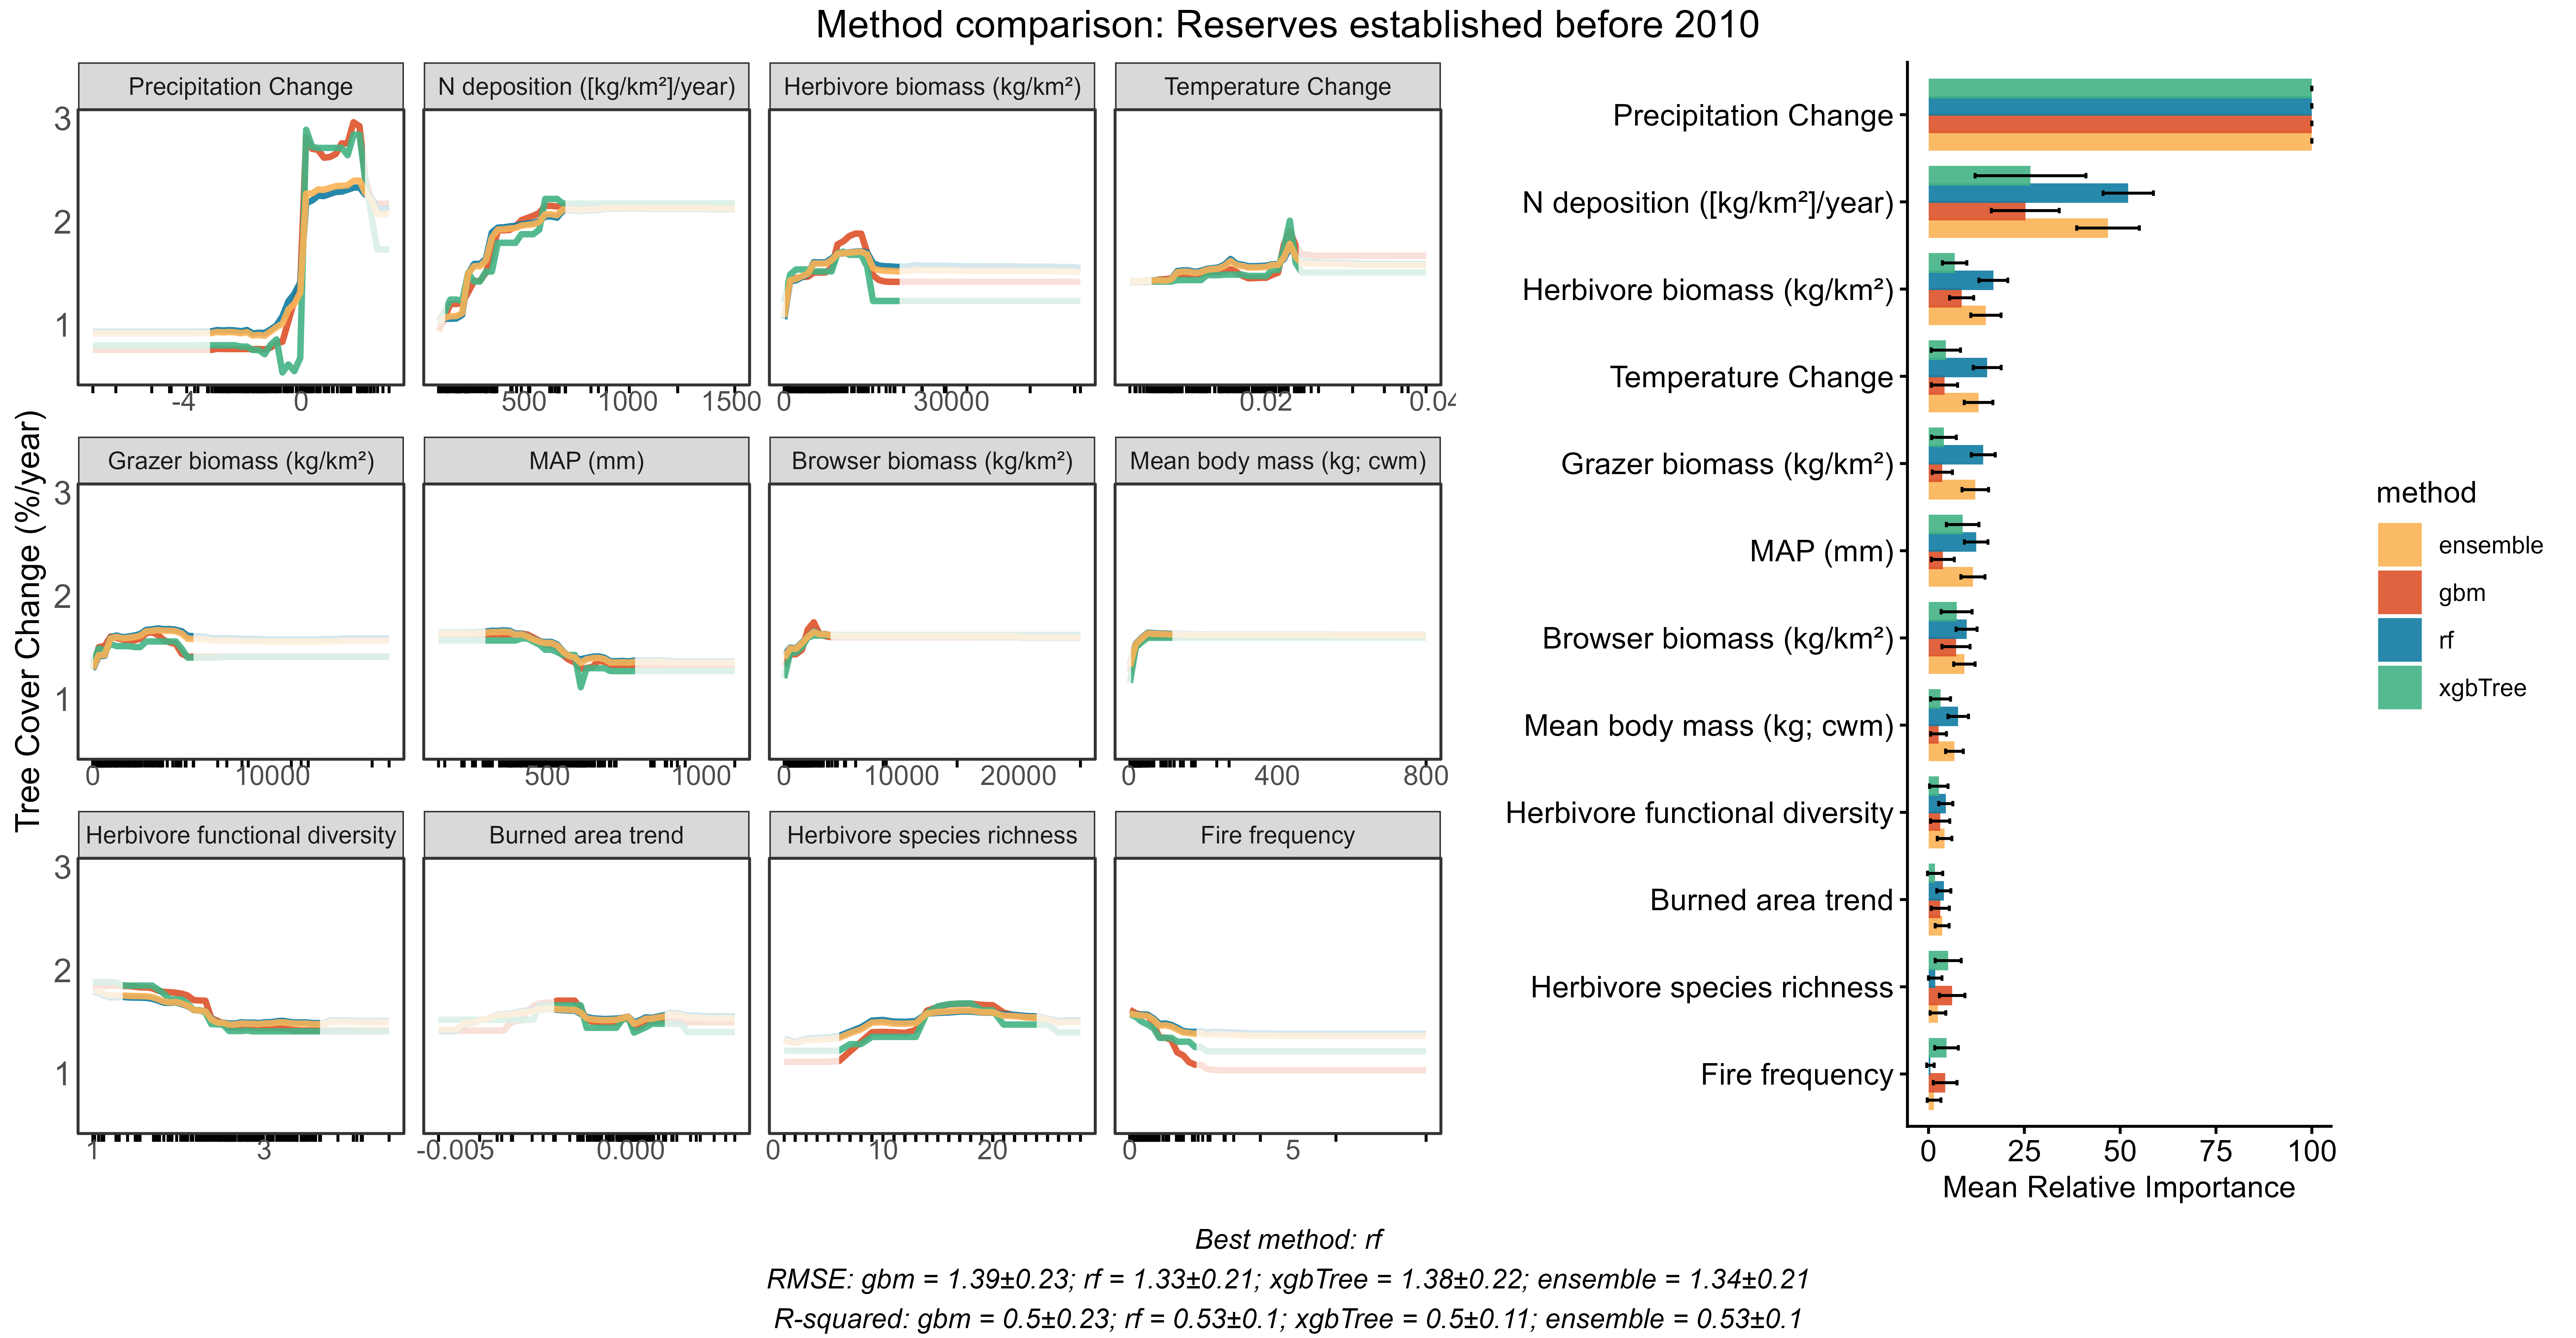 Method comparison: Reserves established before 2010
Tree Cover Change (%/year)
Precipitation Change
N deposition ([kg/km²]/year)
Herbivore biomass (kg/km²)
Temperature Change
3
2
1
-4 0
500 1000 1500
0 30000
0.02 0.04
Grazer biomass (kg/km²)
MAP (mm)
Browser biomass (kg/km²)
Mean body mass (kg; cwm)
3
2
1
0 10000
500 1000
0 10000 20000
0 400 800
Herbivore functional diversity
Burned area trend
Herbivore species richness
Fire frequency
3
2
1
1 3
-0.005 0.000
0 10 20
0 5
Precipitation Change
N deposition ([kg/km²]/year)
Herbivore biomass (kg/km²)
Temperature Change
Grazer biomass (kg/km²)
MAP (mm)
Browser biomass (kg/km²)
Mean body mass (kg; cwm)
Herbivore functional diversity
Burned area trend
Herbivore species richness
Fire frequency
0 25 50 75 100
Mean Relative Importance
method
ensemble
gbm
rf
xgbTree
Best method: rf
RMSE: gbm = 1.39±0.23; rf = 1.33±0.21; xgbTree = 1.38±0.22; ensemble = 1.34±0.21
R-squared: gbm = 0.5±0.23; rf = 0.53±0.1; xgbTree = 0.5±0.11; ensemble = 0.53±0.1